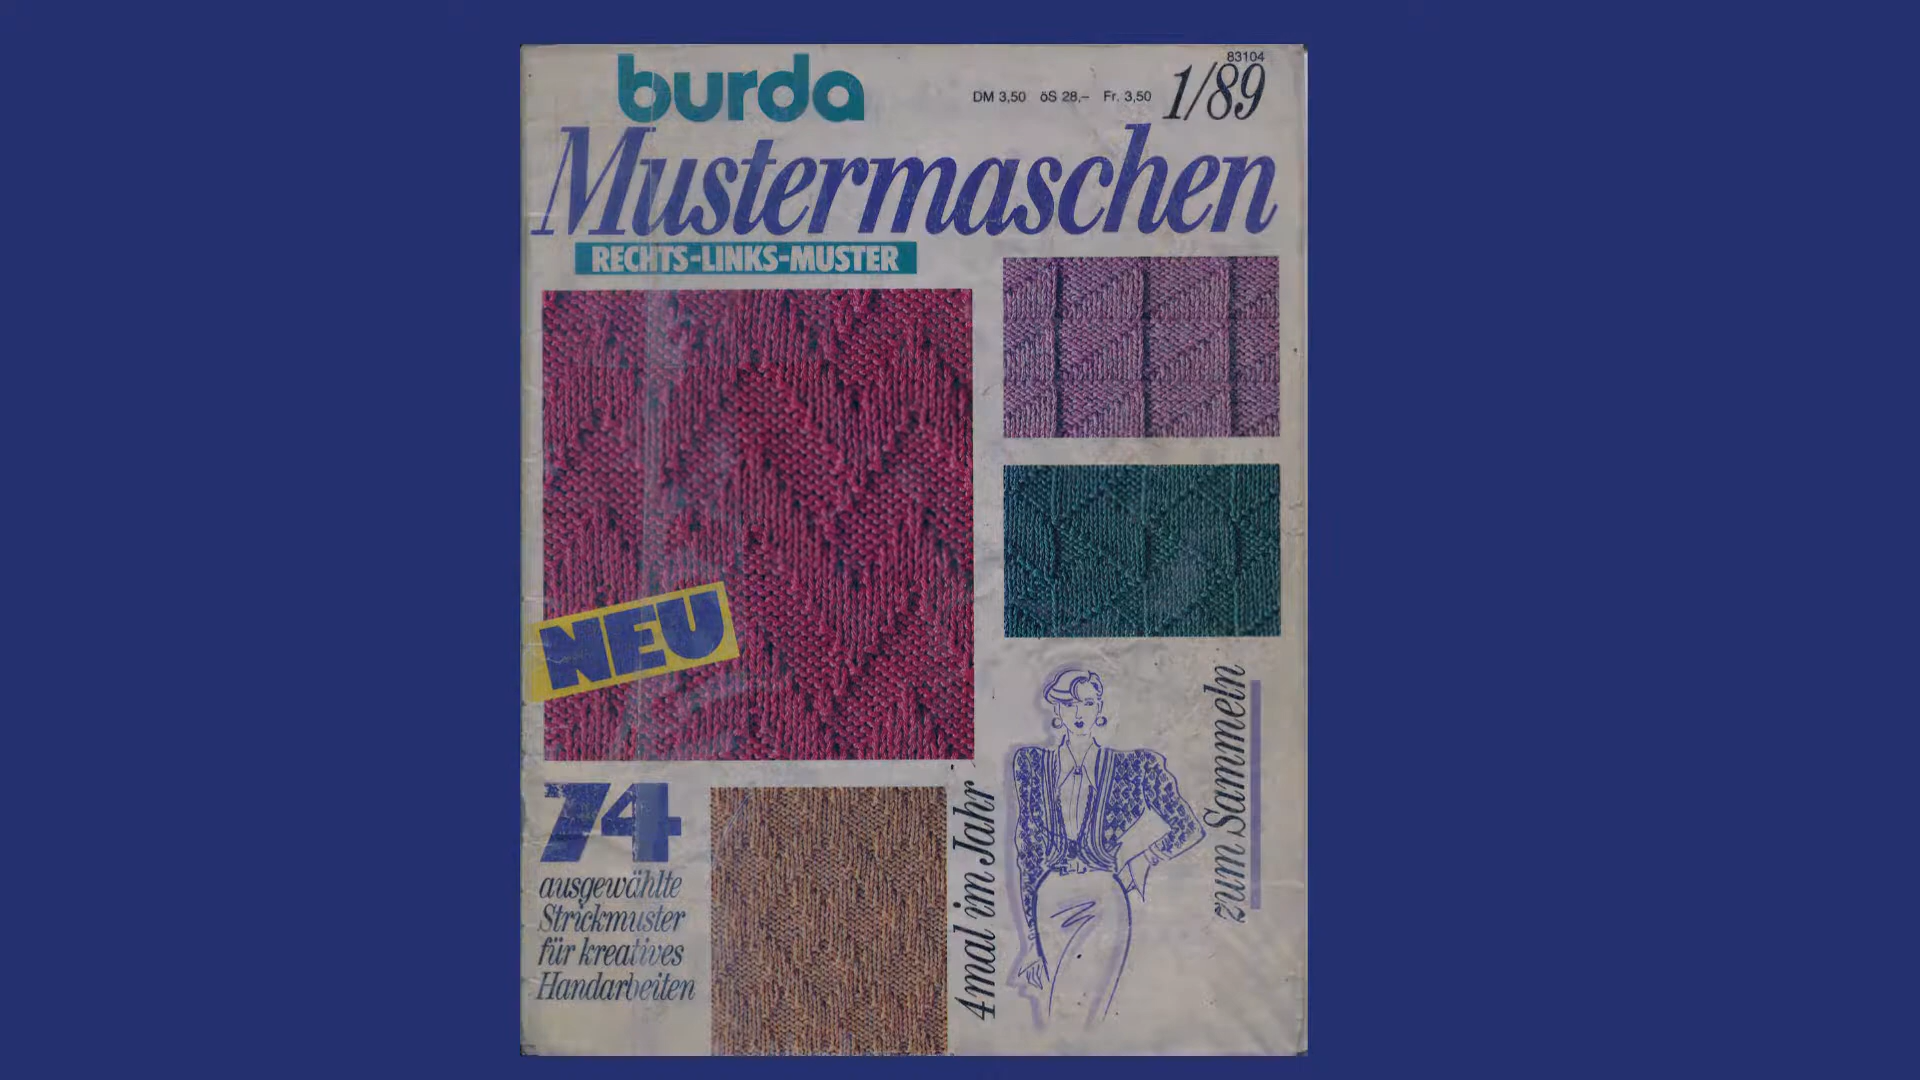 burda
DM 3,50 öS 28,– Fr. 3,50
83104
1/89
Mustermaschen
RECHTS-LINKS-MUSTER
NEU
74
ausgewählte
Strickmuster
für kreatives
Handarbeiten
4mal im Jahr
zum Sammeln